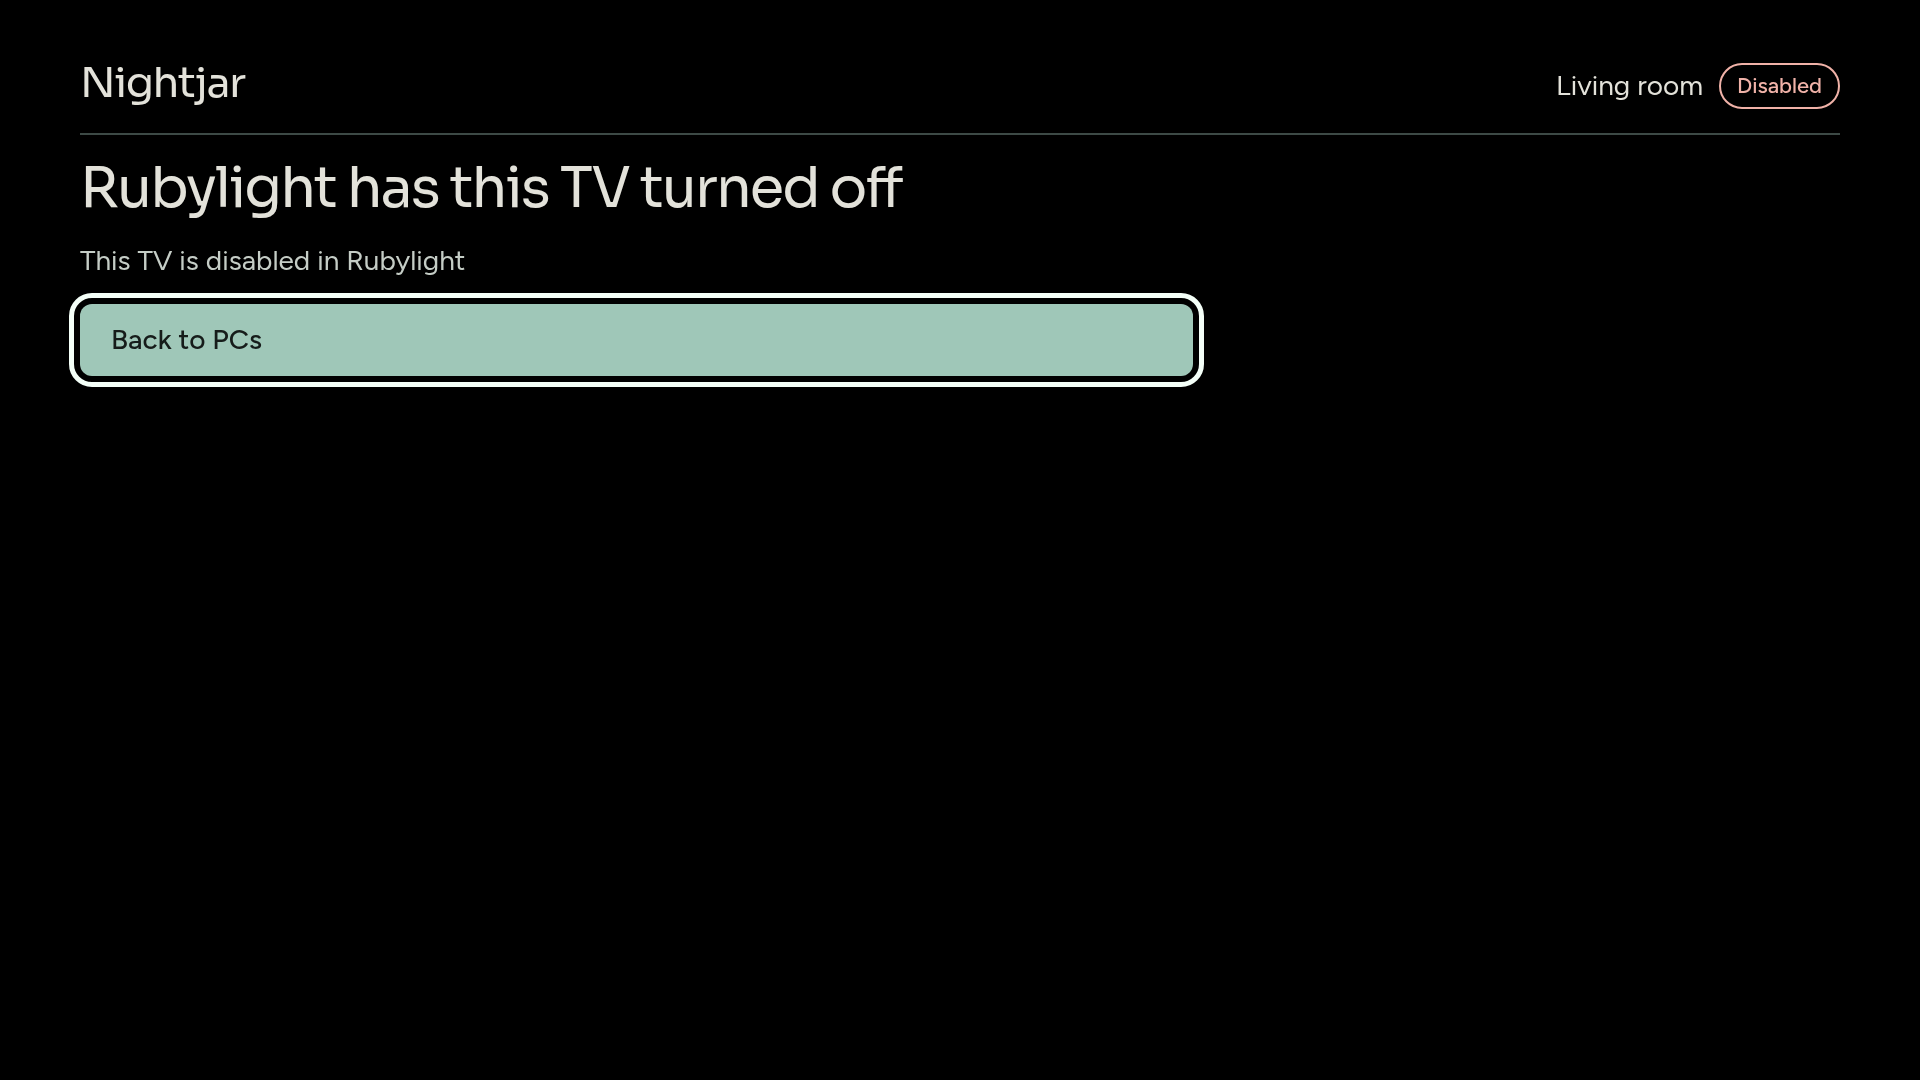 Nightjar
Living room
Disabled
Rubylight has this TV turned off
This TV is disabled in Rubylight
Back to PCs